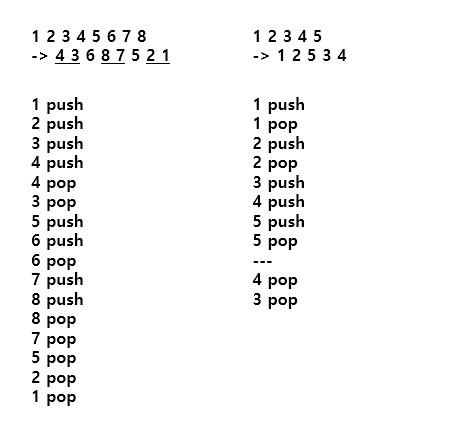 1 2 3 4 5 6 7 8
-> 4 3 6 8 7 5 2 1
1 push
2 push
3 push
4 push
4 pop
3 pop
5 push
6 push
6 pop
7 push
8 push
8 pop
7 pop
5 pop
2 pop
1 pop
1 2 3 4 5
-> 1 2 5 3 4
1 push
1 pop
2 push
2 pop
3 push
4 push
5 push
5 pop
---
4 pop
3 pop